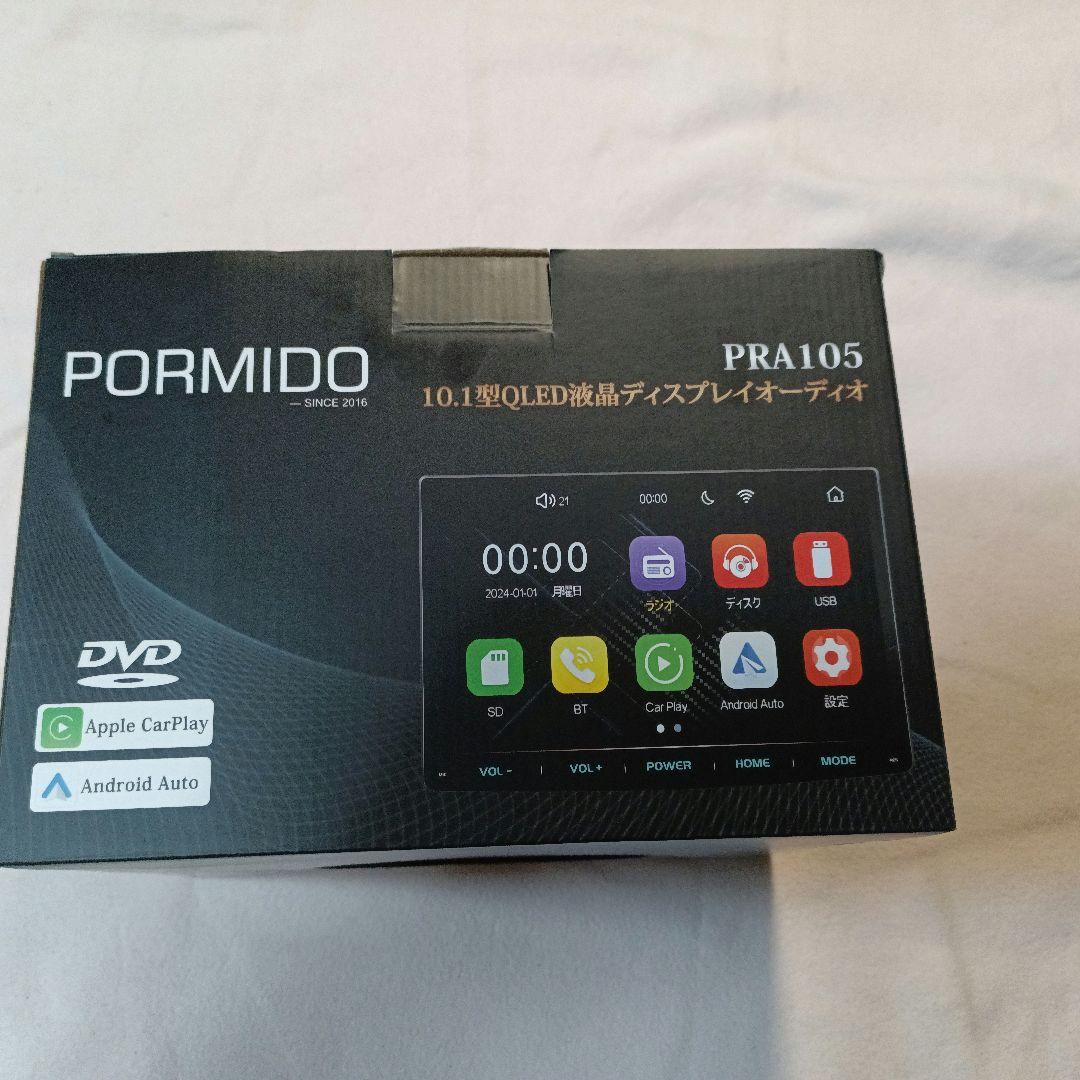 PORMIDO
— SINCE 2016
PRA105
10.1型QLED液晶ディスプレイオーディオ
21
00:00
00:00
2024-01-01 月曜日
ラジオ
ディスク
USB
SD
BT
Car Play
Android Auto
設定
VOL - VOL + POWER HOME MODE
DVD
Apple CarPlay
Android Auto